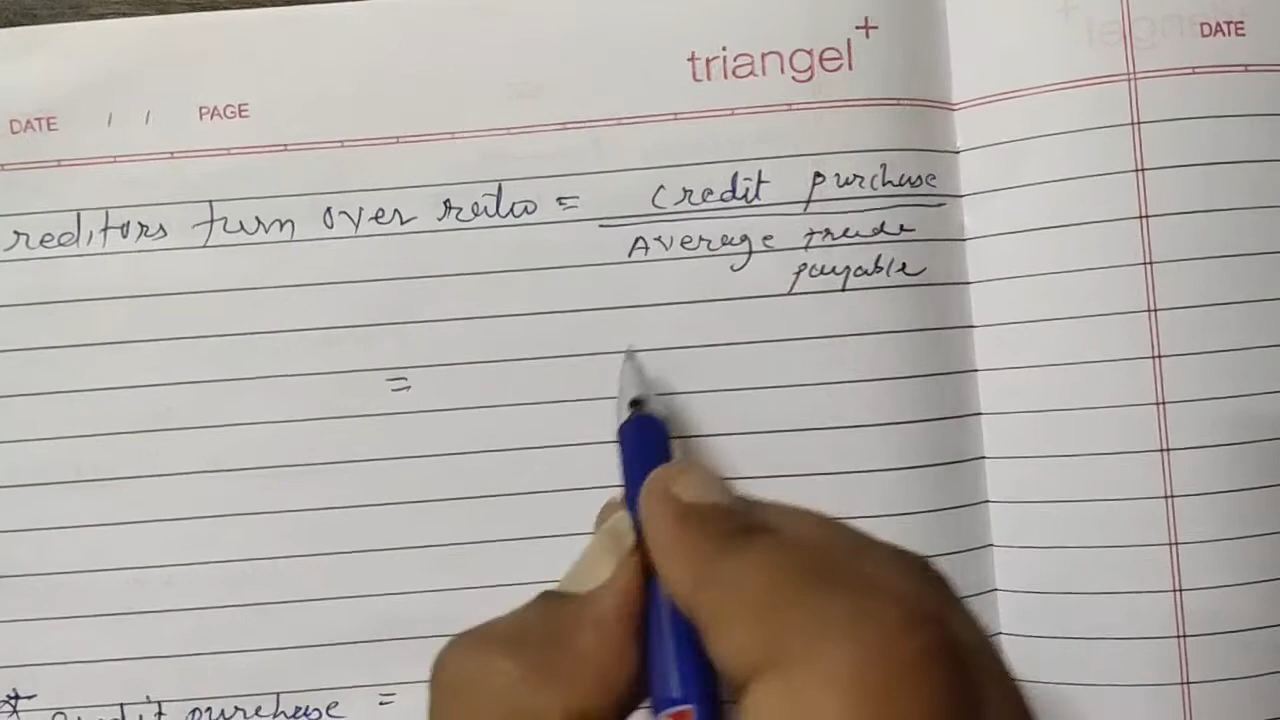 triangel+
DATE
DATE / / PAGE
reditors turn over ratio = credit purchase
Average trade
payable
=
* credit purchase =